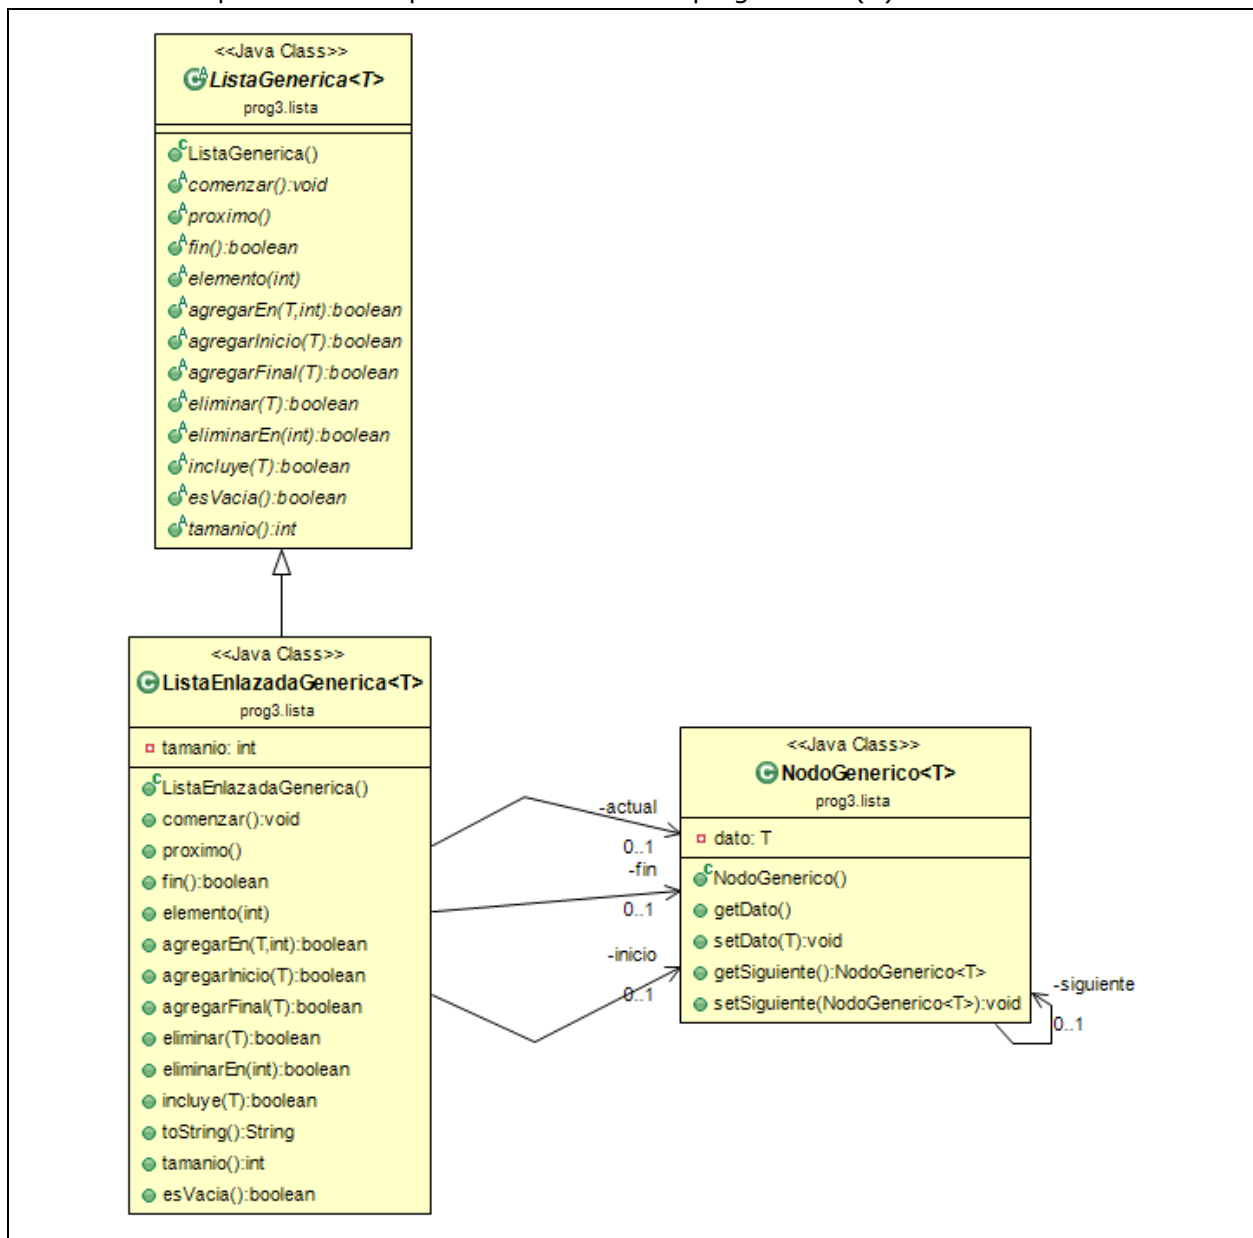 <<Java Class>>
ListaGenerica<T>
prog3.lista
ListaGenerica()
comenzar():void
proximo()
fin():boolean
elemento(int)
agregarEn(T,int):boolean
agregarInicio(T):boolean
agregarFinal(T):boolean
eliminar(T):boolean
eliminarEn(int):boolean
incluye(T):boolean
esVacia():boolean
tamanio():int
<<Java Class>>
ListaEnlazadaGenerica<T>
prog3.lista
tamanio: int
ListaEnlazadaGenerica()
comenzar():void
proximo()
fin():boolean
elemento(int)
agregarEn(T,int):boolean
agregarInicio(T):boolean
agregarFinal(T):boolean
eliminar(T):boolean
eliminarEn(int):boolean
incluye(T):boolean
toString():String
tamanio():int
esVacia():boolean
-actual
0..1
-fin
0..1
-inicio
0..1
<<Java Class>>
NodoGenerico<T>
prog3.lista
dato: T
NodoGenerico()
getDato()
setDato(T):void
getSiguiente():NodoGenerico<T>
setSiguiente(NodoGenerico<T>):void
-siguiente
0..1